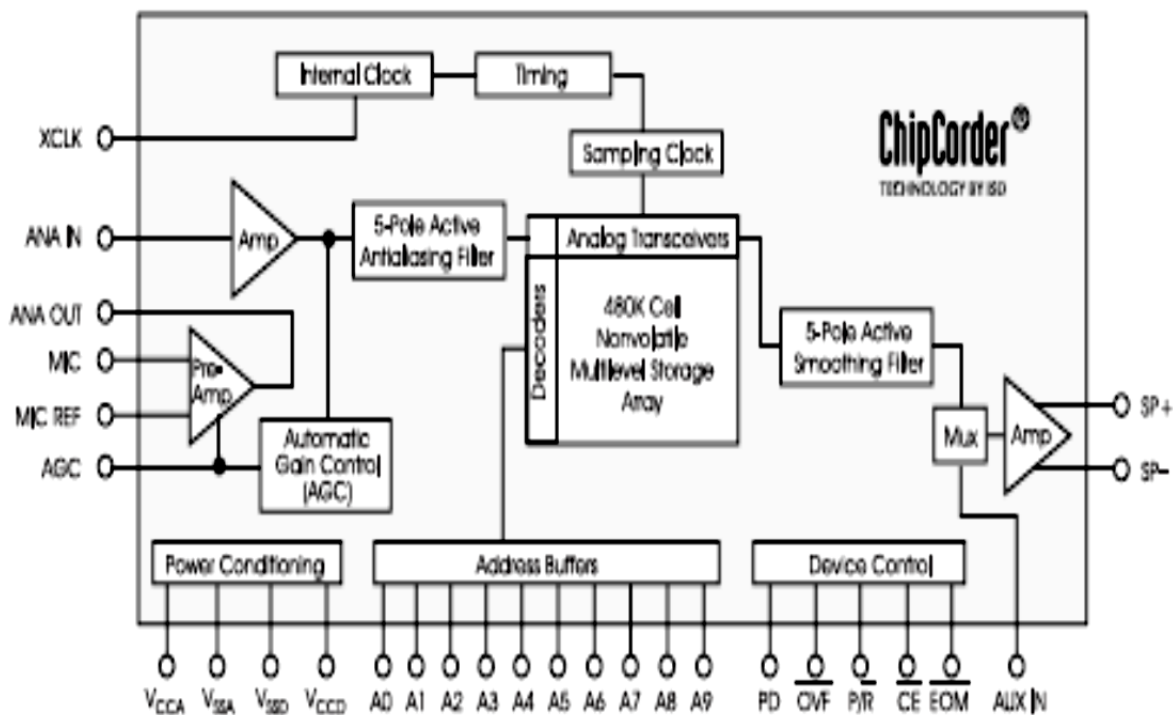 Internal Clock
Timing
XCLK
Sampling Clock
ChipCorder®
TECHNOLOGY BY ISD
ANA IN
Amp
5-Pole Active
Antialiasing Filter
Analog Transceivers
Decoders
480K Cell
Nonvolatile
Multilevel Storage
Array
ANA OUT
MIC
Pre-
Amp
MIC REF
AGC
Automatic
Gain Control
(AGC)
5-Pole Active
Smoothing Filter
Mux
Amp
SP+
SP-
Power Conditioning
Address Buffers
Device Control
VCCA VSSA VSSD VCCD A0 A1 A2 A3 A4 A5 A6 A7 A8 A9 PD O̅V̅F̅ P/R̅ C̅E̅ E̅O̅M̅ AUX IN